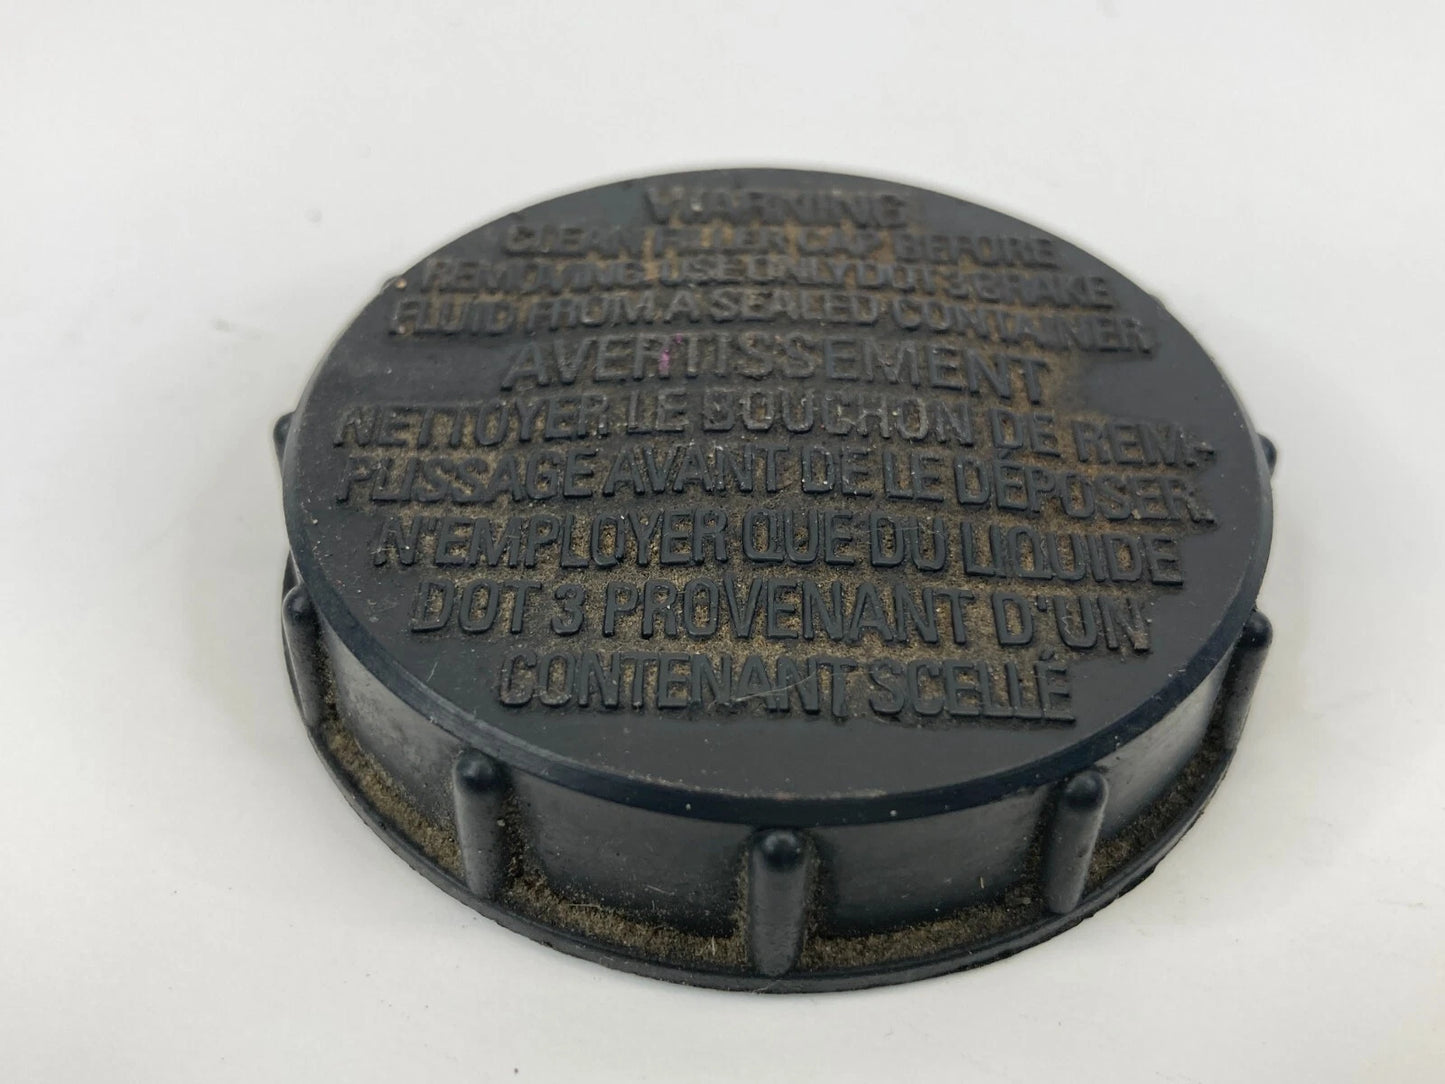 WARNING
CLEAN FILLER CAP BEFORE
REMOVING. USE ONLY DOT 3 BRAKE
FLUID FROM A SEALED CONTAINER
AVERTISSEMENT
NETTOYER LE BOUCHON DE REM-
PLISSAGE AVANT DE LE DÉPOSER.
N'EMPLOYER QUE DU LIQUIDE
DOT 3 PROVENANT D'UN
CONTENANT SCELLÉ